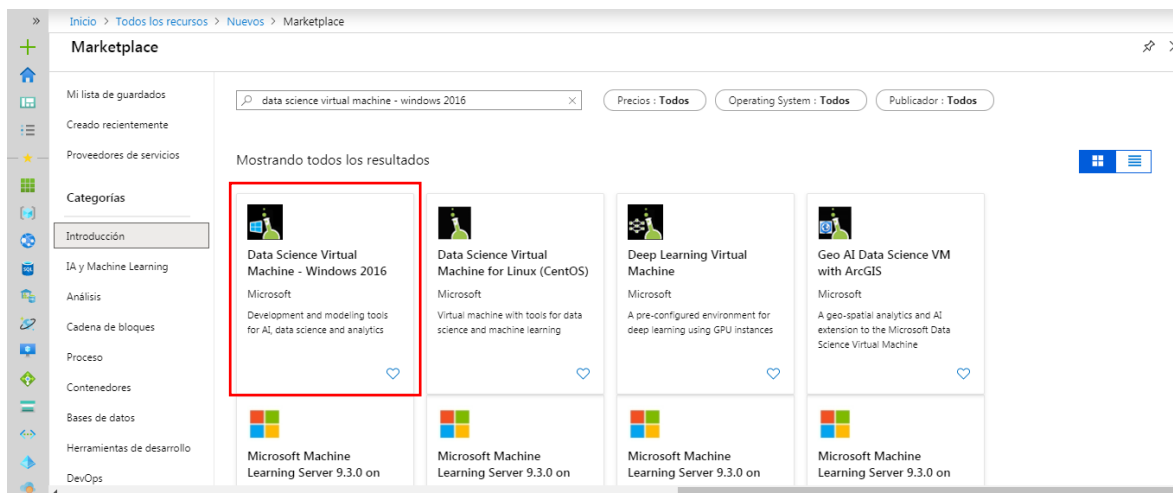 »
Inicio > Todos los recursos > Nuevos > Marketplace
Marketplace
Mi lista de guardados
Creado recientemente
Proveedores de servicios
Categorías
Introducción
IA y Machine Learning
Análisis
Cadena de bloques
Proceso
Contenedores
Bases de datos
Herramientas de desarrollo
DevOps
data science virtual machine - windows 2016
Precios : Todos
Operating System : Todos
Publicador : Todos
Mostrando todos los resultados
Data Science Virtual
Machine - Windows 2016
Microsoft
Development and modeling tools
for AI, data science and analytics
Data Science Virtual
Machine for Linux (CentOS)
Microsoft
Virtual machine with tools for data
science and machine learning
Deep Learning Virtual
Machine
Microsoft
A pre-configured environment for
deep learning using GPU instances
Geo AI Data Science VM
with ArcGIS
Microsoft
A geo-spatial analytics and AI
extension to the Microsoft Data
Science Virtual Machine
Microsoft Machine
Learning Server 9.3.0 on
Microsoft Machine
Learning Server 9.3.0 on
Microsoft Machine
Learning Server 9.3.0 on
Microsoft Machine
Learning Server 9.3.0 on
SQL